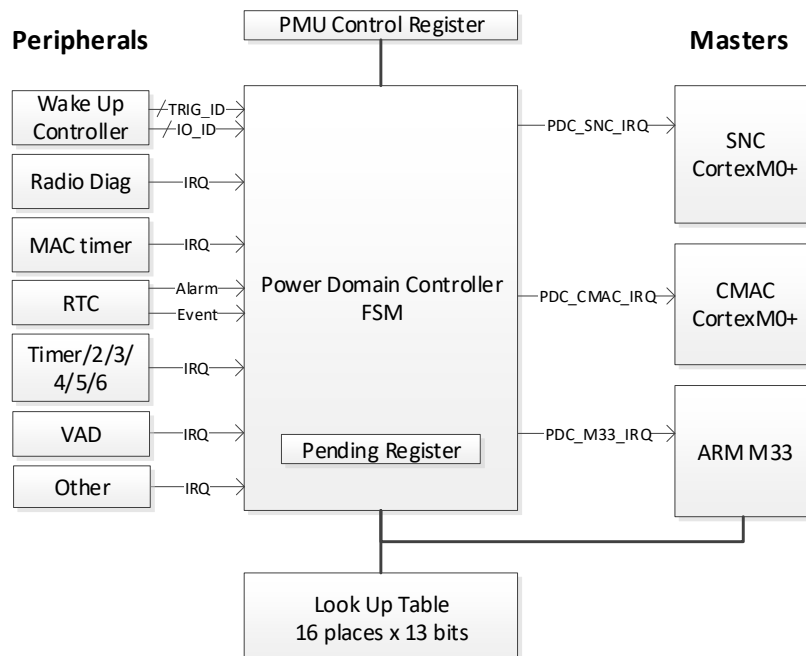 Peripherals
PMU Control Register
Masters
Wake Up
Controller
TRIG_ID
IO_ID
Radio Diag
IRQ
MAC timer
IRQ
RTC
Alarm
Event
Timer/2/3/
4/5/6
IRQ
VAD
IRQ
Other
IRQ
Power Domain Controller
FSM
Pending Register
PDC_SNC_IRQ
SNC
CortexM0+
PDC_CMAC_IRQ
CMAC
CortexM0+
PDC_M33_IRQ
ARM M33
Look Up Table
16 places x 13 bits